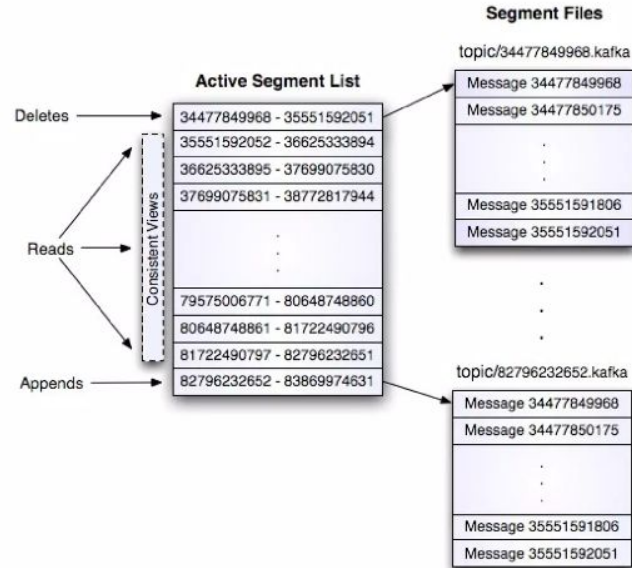 Segment Files
topic/34477849968.kafka
Message 34477849968
Message 34477850175
.
.
.
Message 35551591806
Message 35551592051
Active Segment List
Deletes
34477849968 - 35551592051
35551592052 - 36625333894
36625333895 - 37699075830
37699075831 - 38772817944
.
.
.
79575006771 - 80648748860
80648748861 - 81722490796
81722490797 - 82796232651
82796232652 - 83869974631
Reads
Consistent Views
Appends
.
.
.
topic/82796232652.kafka
Message 34477849968
Message 34477850175
.
.
.
Message 35551591806
Message 35551592051